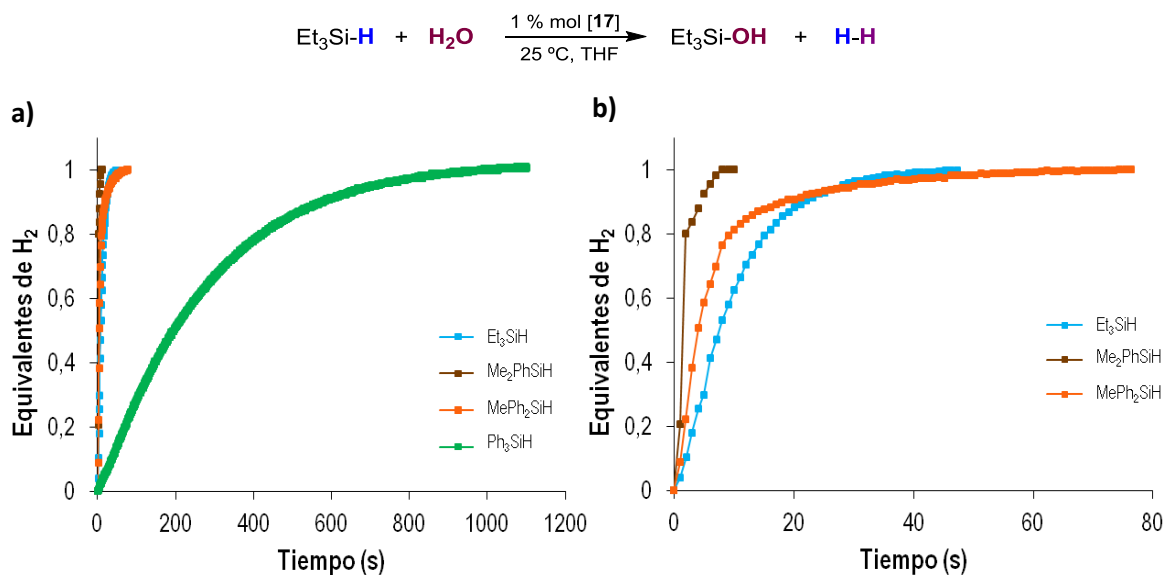 Et₃Si-H + H₂O 1 % mol [17] 25 ºC, THF Et₃Si-OH + H-H
a)
Equivalentes de H₂
1
0,8
0,6
0,4
0,2
0
0 200 400 600 800 1000 1200
Tiempo (s)
Et₃SiH
Me₂PhSiH
MePh₂SiH
Ph₃SiH
b)
Equivalentes de H₂
1
0,8
0,6
0,4
0,2
0
0 20 40 60 80
Tiempo (s)
Et₃SiH
Me₂PhSiH
MePh₂SiH